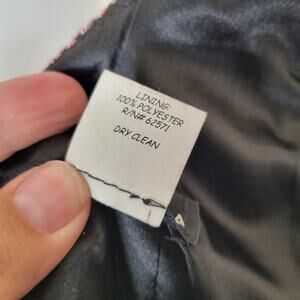 LINING:
100% POLYESTER
R/N# 62571
DRY CLEAN